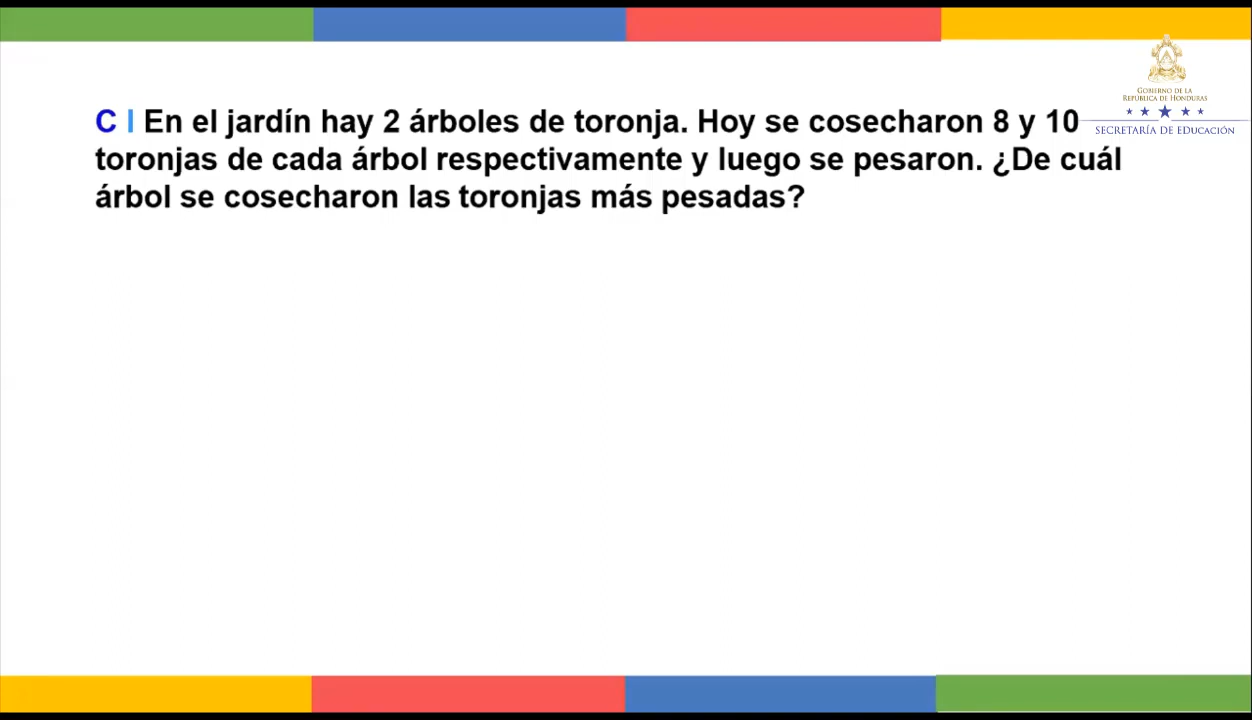 C I En el jardín hay 2 árboles de toronja. Hoy se cosecharon 8 y 10
toronjas de cada árbol respectivamente y luego se pesaron. ¿De cuál
árbol se cosecharon las toronjas más pesadas?
GOBIERNO DE LA
REPÚBLICA DE HONDURAS
SECRETARÍA DE EDUCACIÓN